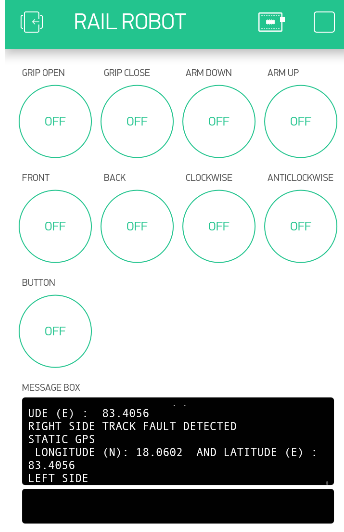 RAIL ROBOT
GRIP OPEN GRIP CLOSE ARM DOWN ARM UP
OFF OFF OFF OFF
FRONT BACK CLOCKWISE ANTICLOCKWISE
OFF OFF OFF OFF
BUTTON
OFF
MESSAGE BOX
UDE (E) : 83.4056
RIGHT SIDE TRACK FAULT DETECTED
STATIC GPS
LONGITUDE (N): 18.0602 AND LATITUDE (E) :
83.4056
LEFT SIDE